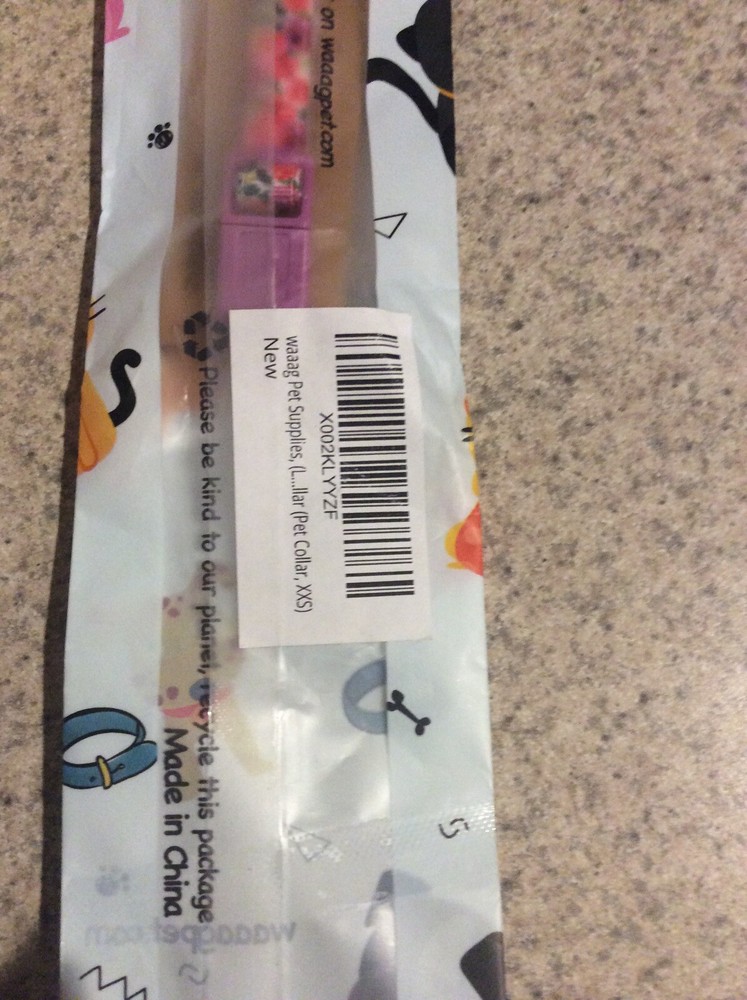 on waaagpet.com
X002KLYYZF
waaag Pet Supplies, (L...llar (Pet Collar, XXS)
New
Please be kind to our planet, recycle this package
Made in China
waaagpet.com